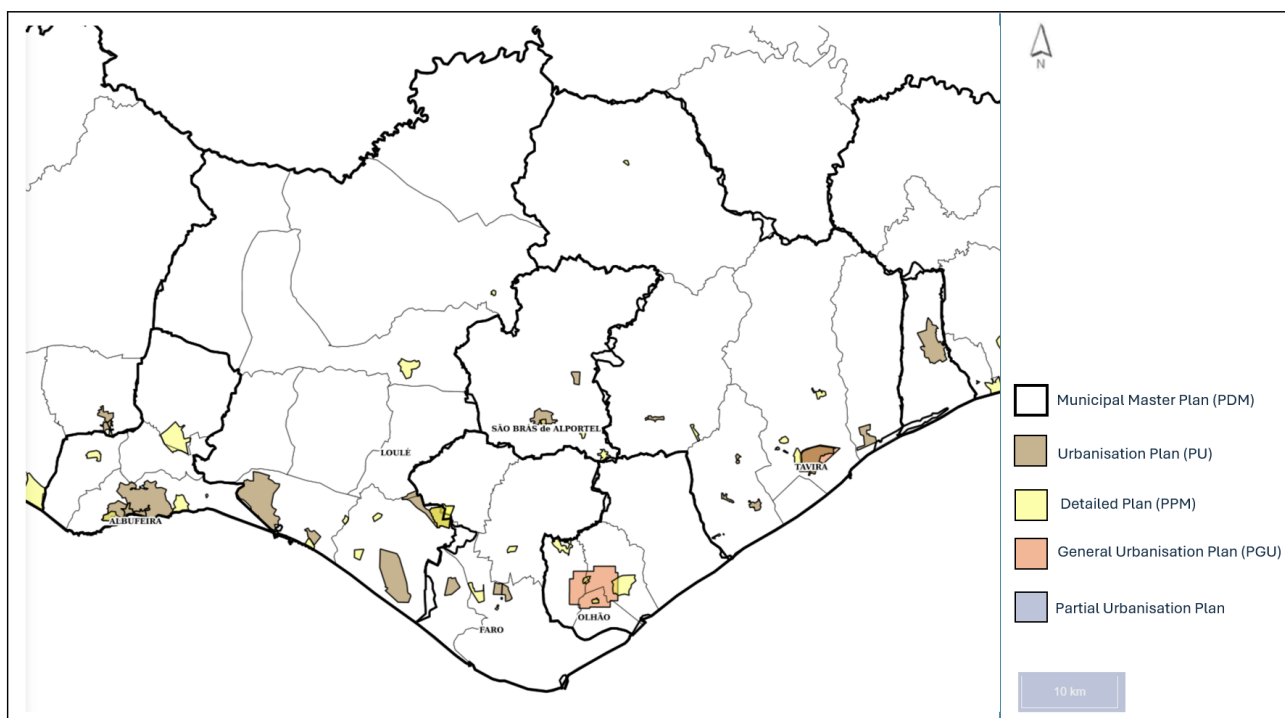 N
Municipal Master Plan (PDM)
Urbanisation Plan (PU)
SÃO BRAS de ALPORTEL
LOULÉ
TAVIRA
Detailed Plan (PPM)
ALBUFEIRA
General Urbanisation Plan (PGU)
Partial Urbanisation Plan
OLHÃO
FARO
10 km